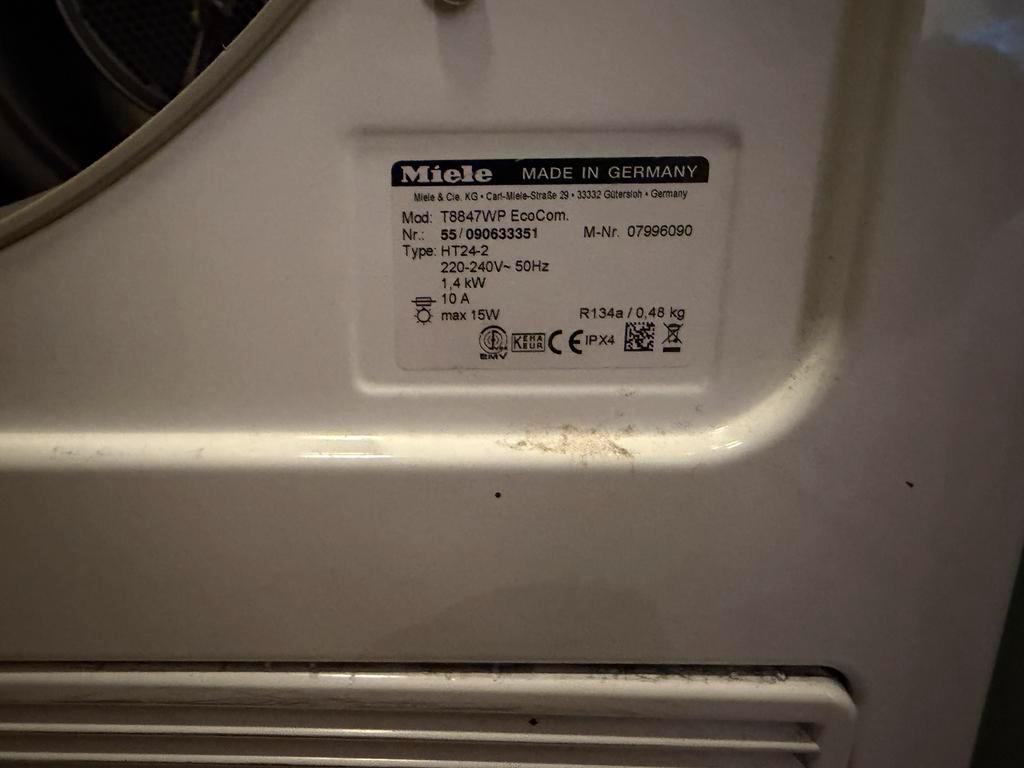 Miele MADE IN GERMANY
Miele & Cie. KG • Carl-Miele-Straße 29 • 33332 Gütersloh • Germany
Mod: T8847WP EcoCom.
Nr.: 55/090633351 M-Nr. 07996090
Type: HT24-2
220-240V~ 50Hz
1,4 kW
10 A
max 15W R134a / 0,48 kg
EMV KEMA KEUR CE IPX4